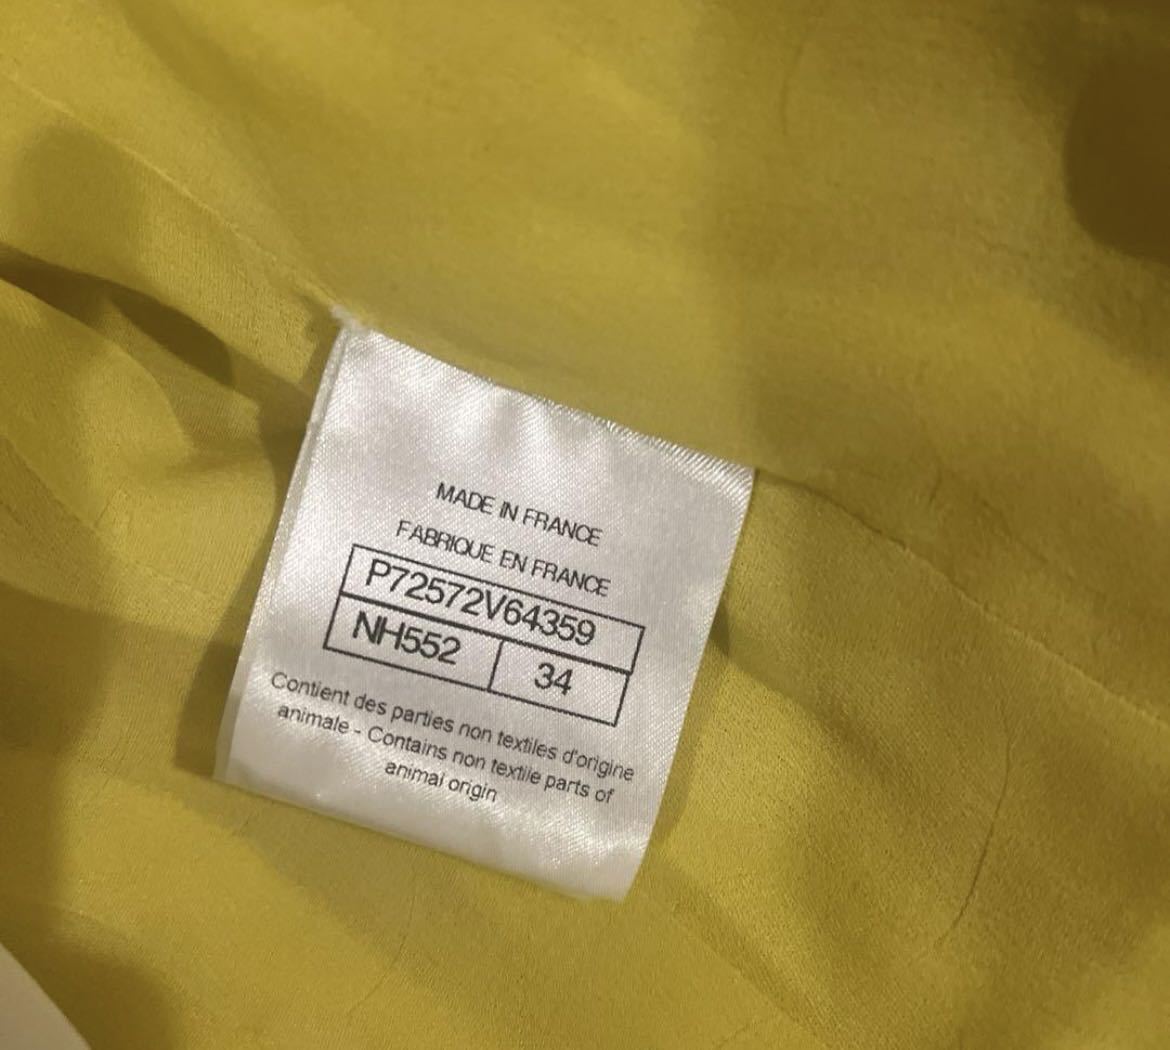 MADE IN FRANCE
FABRIQUE EN FRANCE
P72572V64359
NH552 34
Contient des parties non textiles d'origine
animale - Contains non textile parts of
animal origin